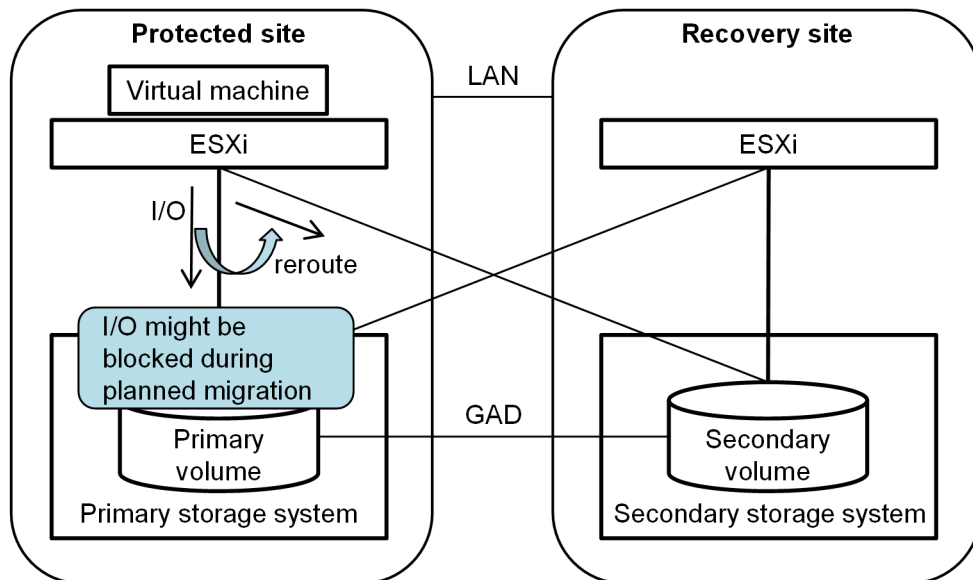 Protected site
Recovery site
Virtual machine
LAN
ESXi
ESXi
I/O
reroute
I/O might be
blocked during
planned migration
GAD
Primary
volume
Secondary
volume
Primary storage system
Secondary storage system